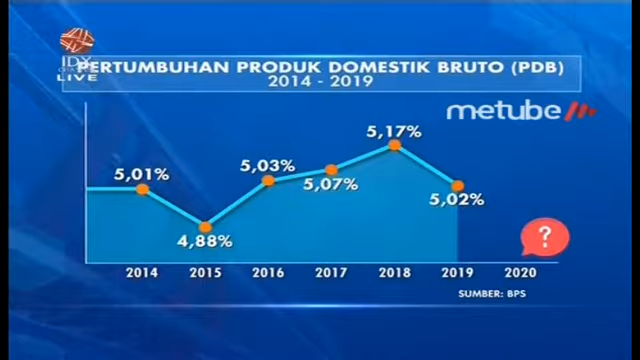 IDX
LIVE
PERTUMBUHAN PRODUK DOMESTIK BRUTO (PDB)
2014 - 2019
metube
5,01%
4,88%
5,03%
5,07%
5,17%
5,02%
?
2014 2015 2016 2017 2018 2019 2020
SUMBER: BPS